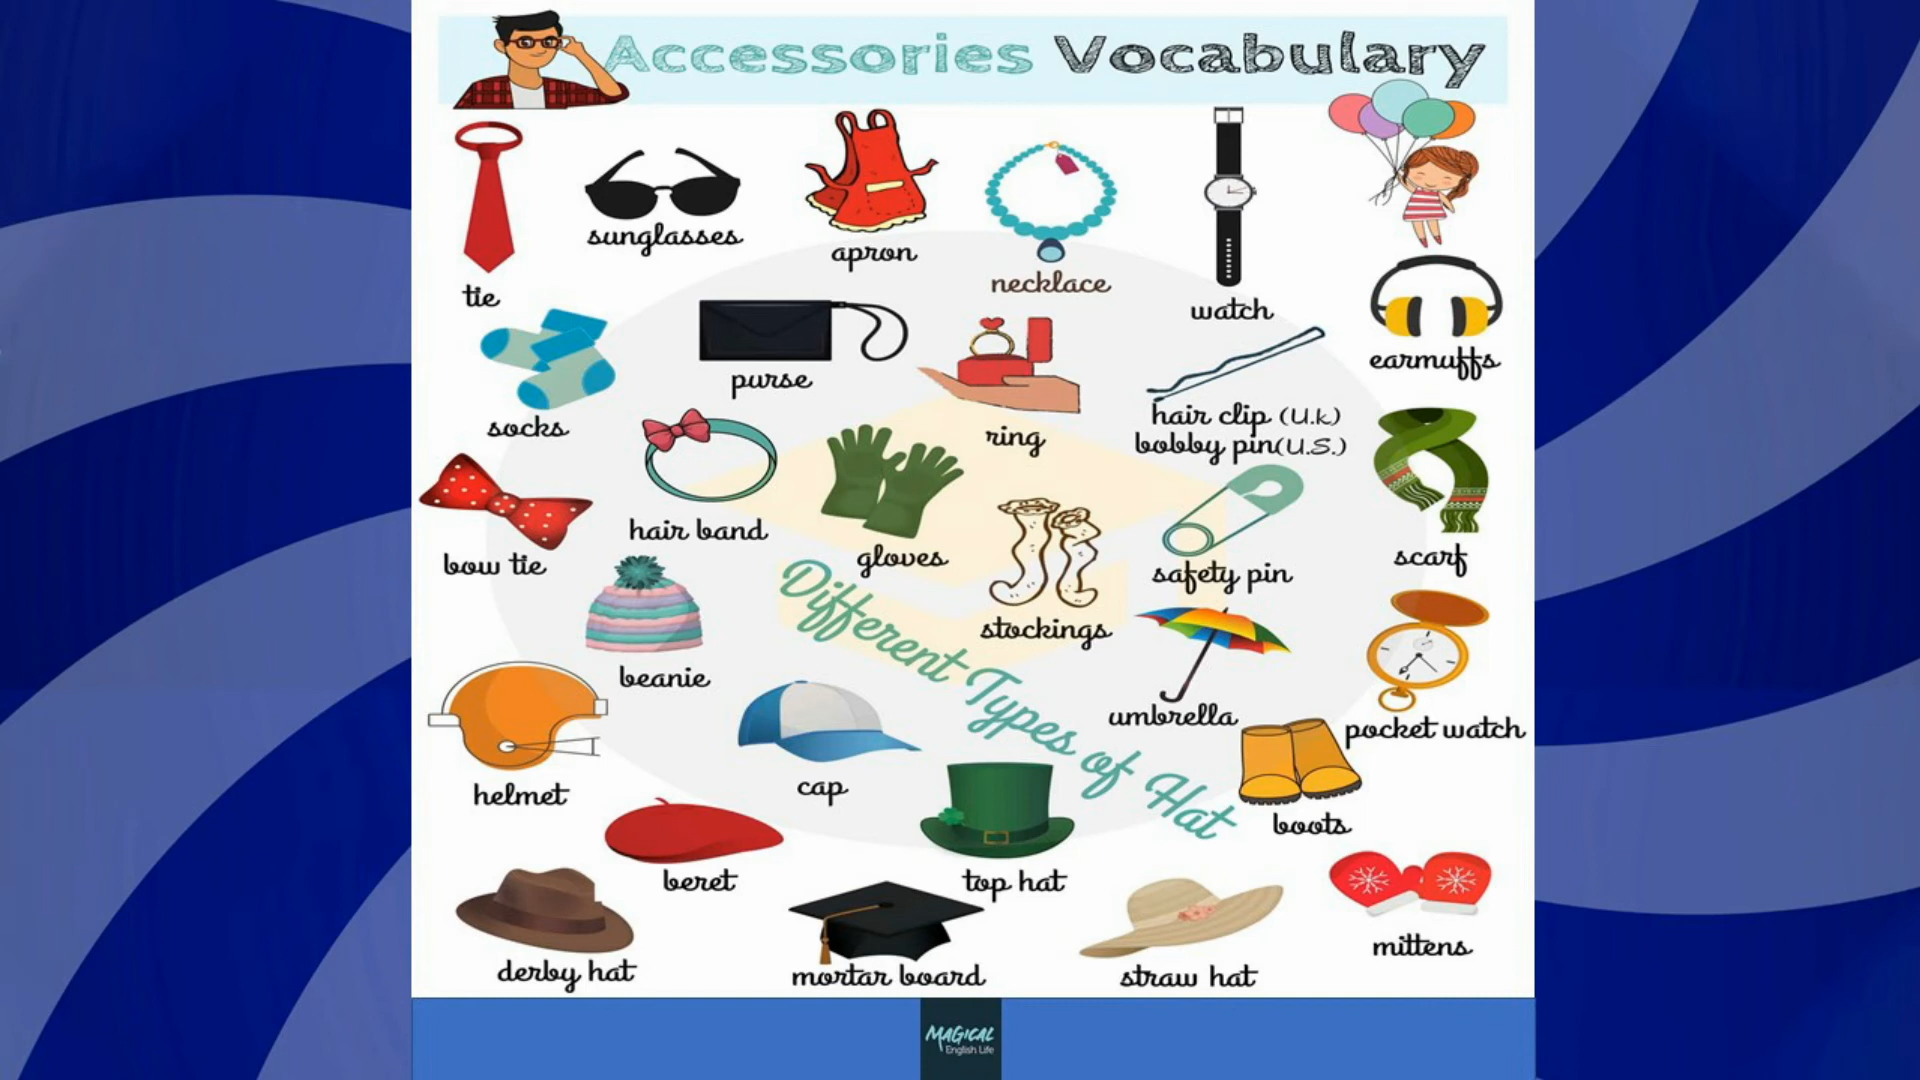 Accessories Vocabulary
tie
sunglasses
apron
necklace
watch
earmuffs
socks
purse
ring
hair clip (U.k)
bobby pin(U.S.)
scarf
bow tie
hair band
gloves
stockings
safety pin
beanie
Different Types of Hat
umbrella
pocket watch
helmet
cap
top hat
boots
beret
derby hat
mortar board
straw hat
mittens
MAGICAL
English Life